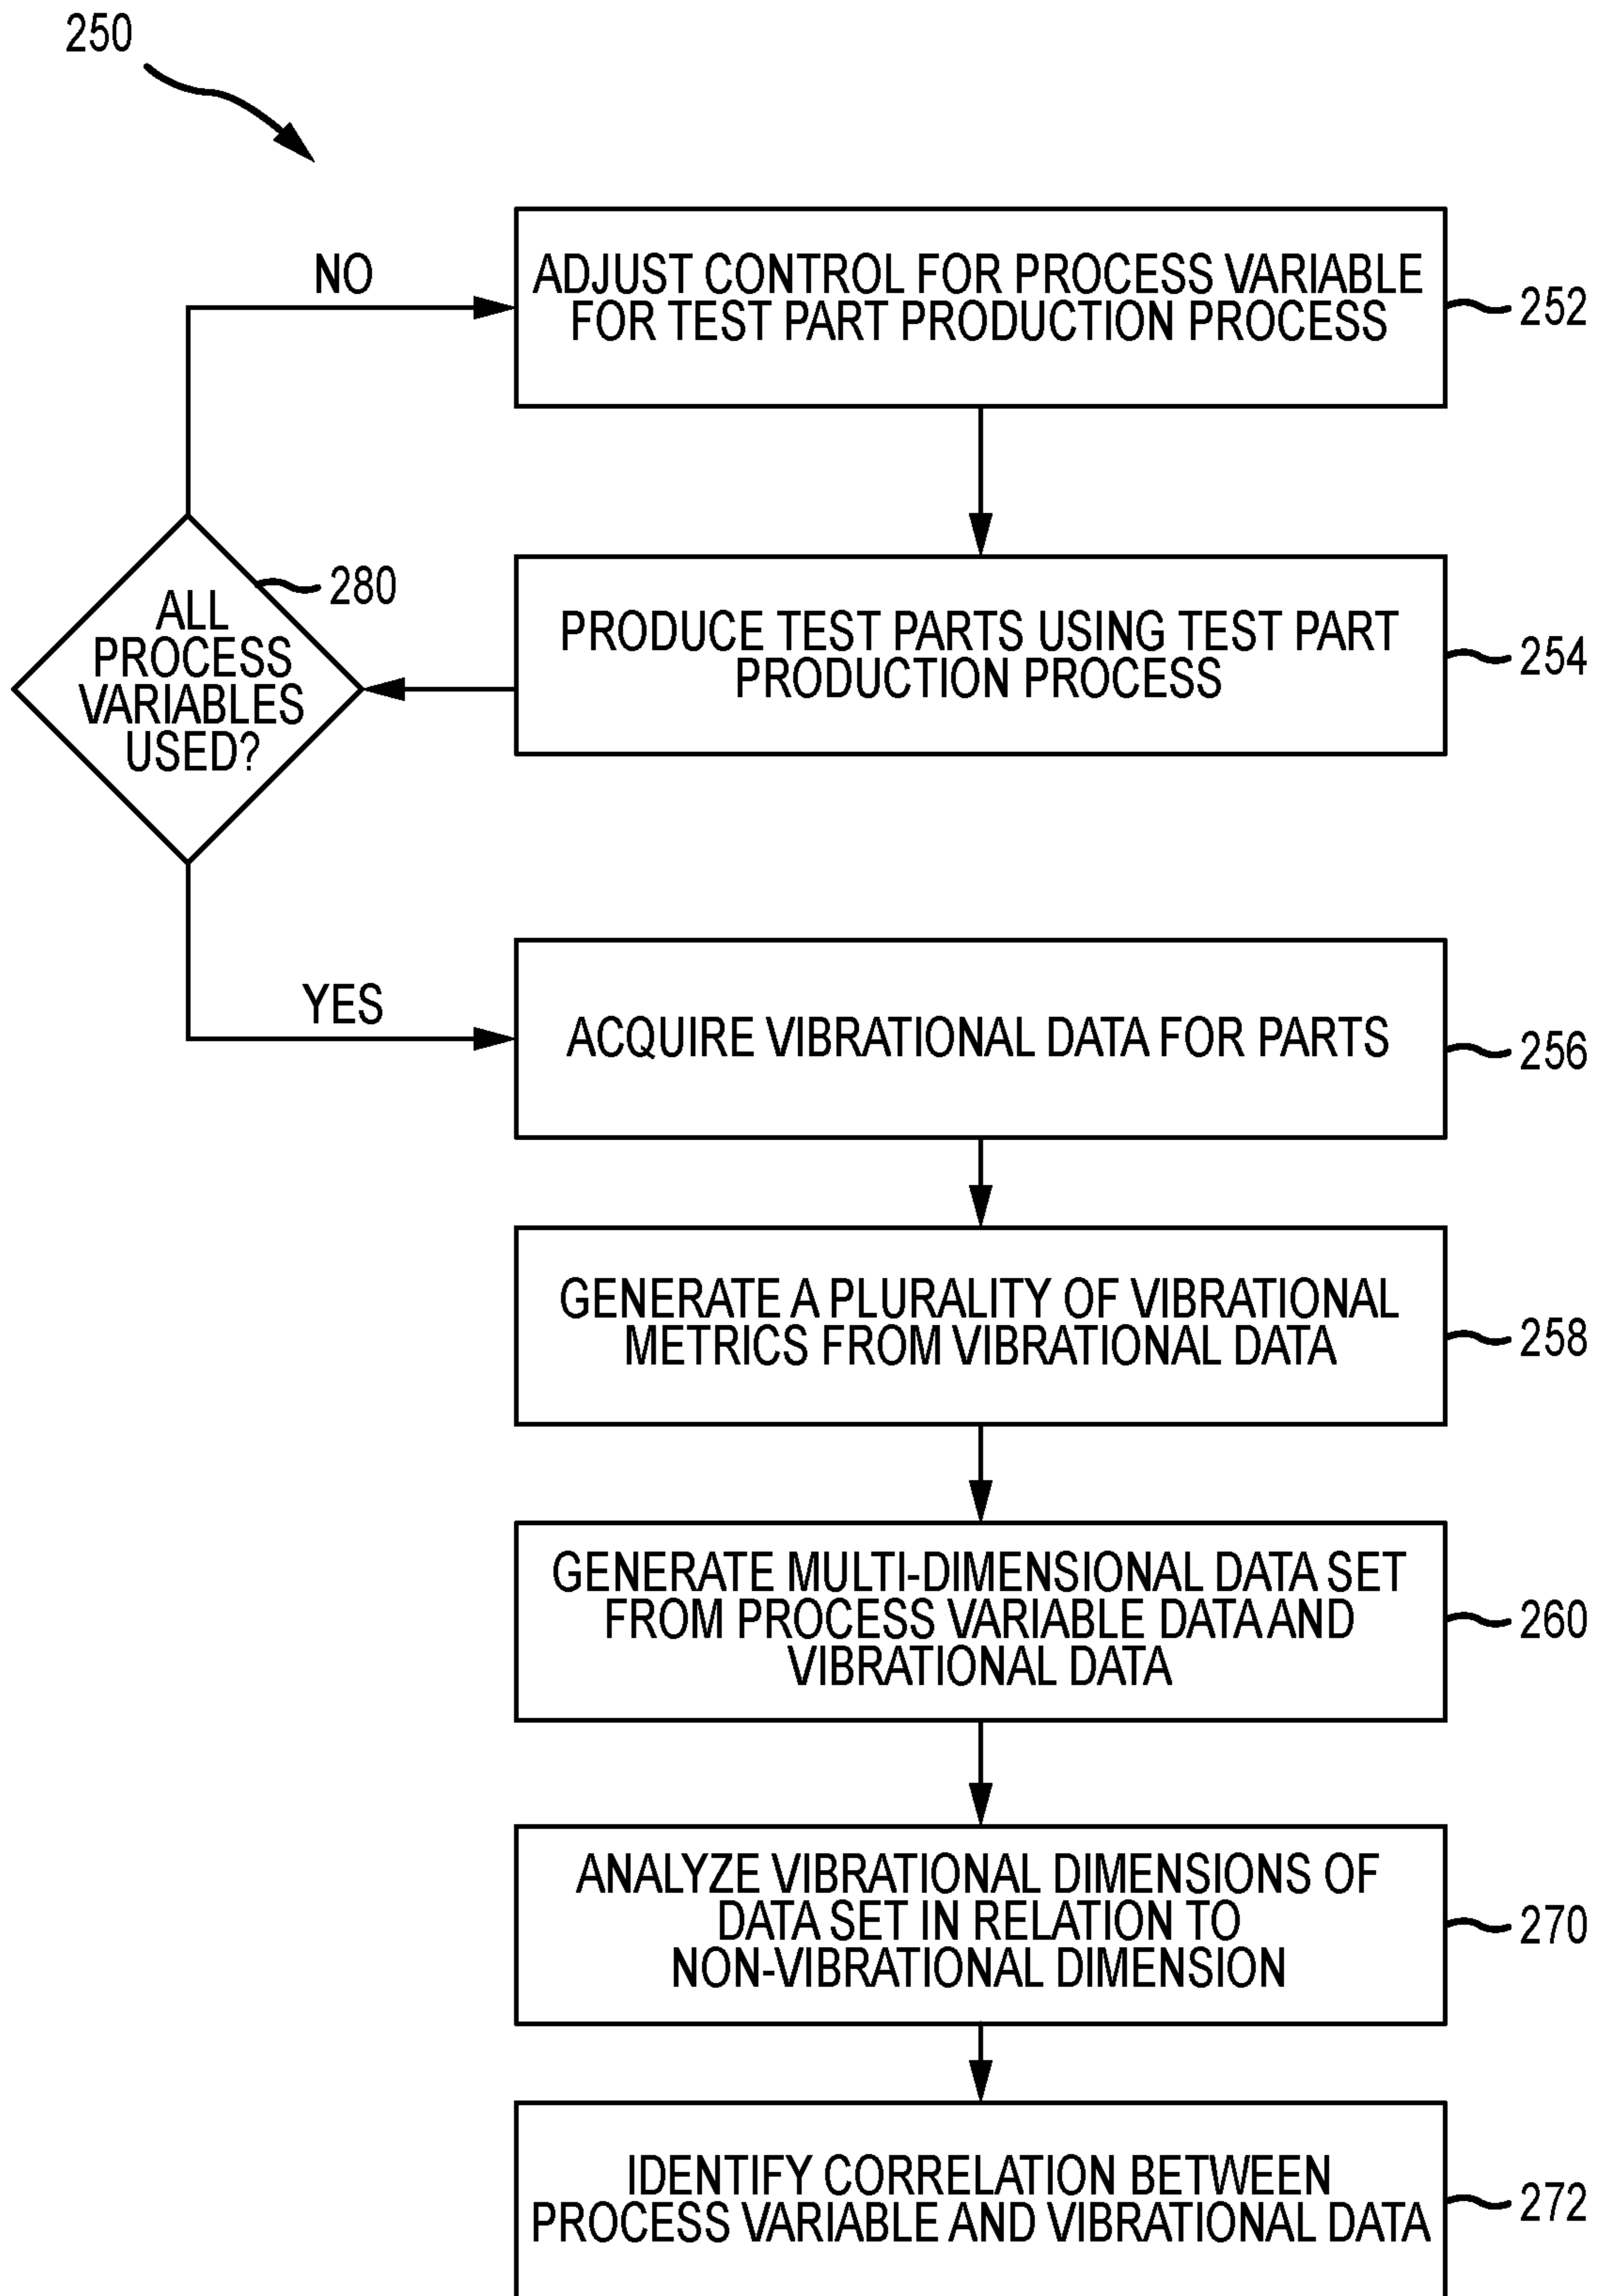 250
NO
ADJUST CONTROL FOR PROCESS VARIABLE
FOR TEST PART PRODUCTION PROCESS
252
280
ALL
PROCESS
VARIABLES
USED?
PRODUCE TEST PARTS USING TEST PART
PRODUCTION PROCESS
254
YES
ACQUIRE VIBRATIONAL DATA FOR PARTS
256
GENERATE A PLURALITY OF VIBRATIONAL
METRICS FROM VIBRATIONAL DATA
258
GENERATE MULTI-DIMENSIONAL DATA SET
FROM PROCESS VARIABLE DATA AND
VIBRATIONAL DATA
260
ANALYZE VIBRATIONAL DIMENSIONS OF
DATA SET IN RELATION TO
NON-VIBRATIONAL DIMENSION
270
IDENTIFY CORRELATION BETWEEN
PROCESS VARIABLE AND VIBRATIONAL DATA
272